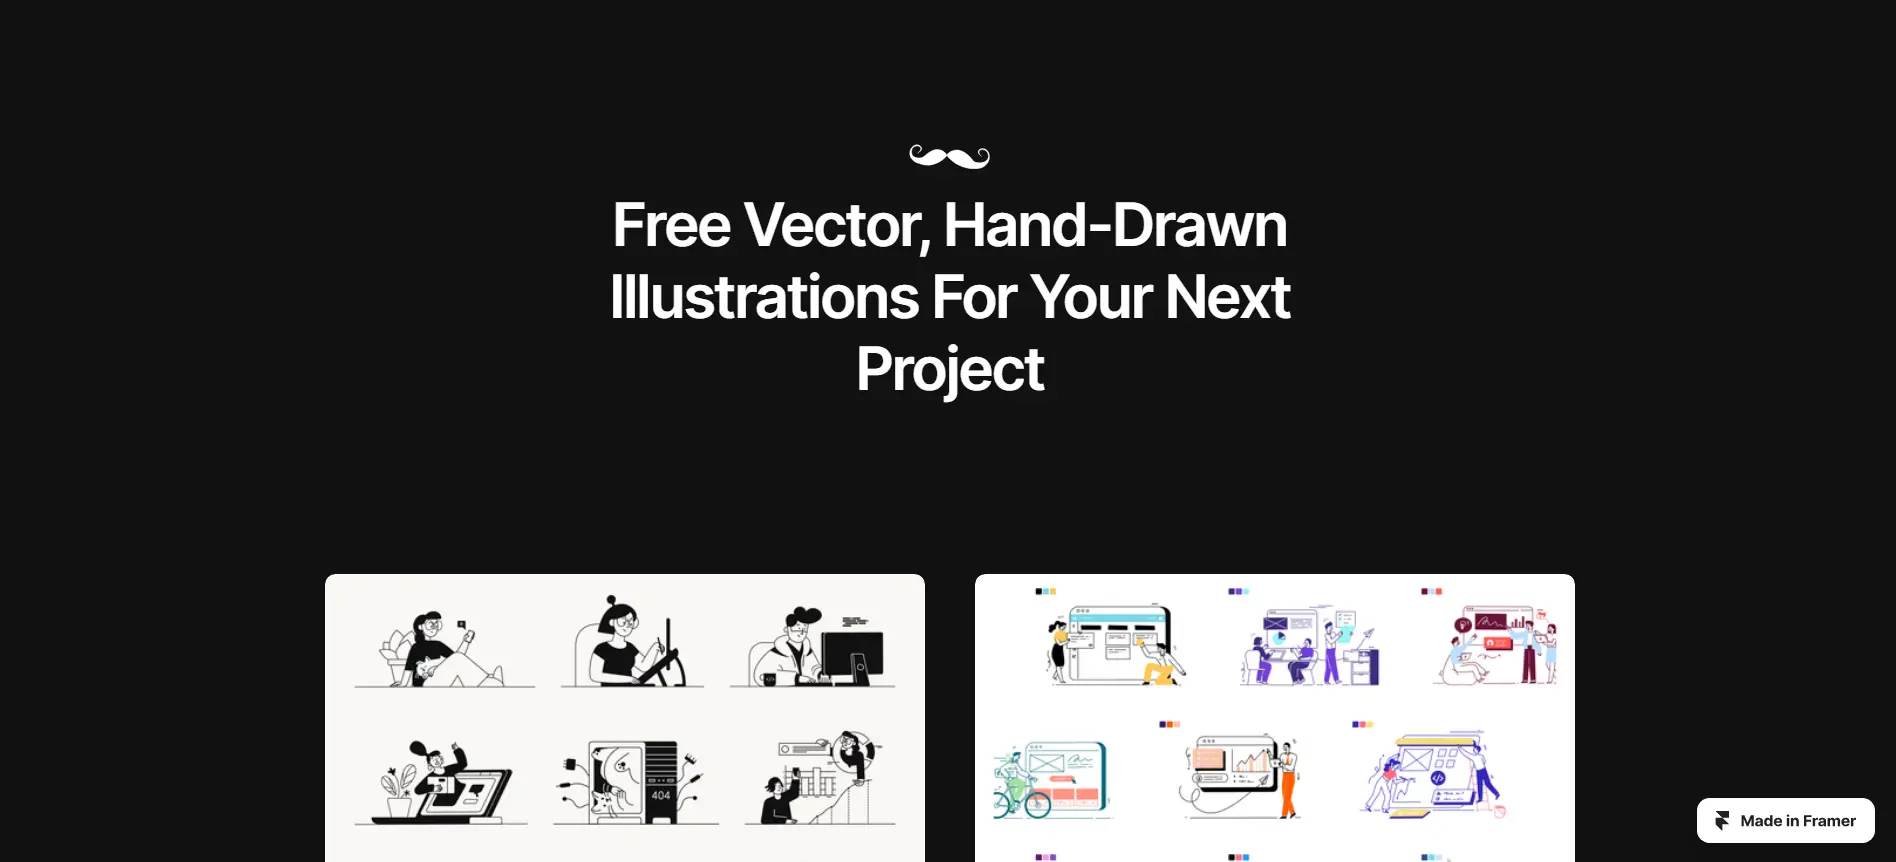 Free Vector, Hand-Drawn
Illustrations For Your Next
Project
404
Made in Framer